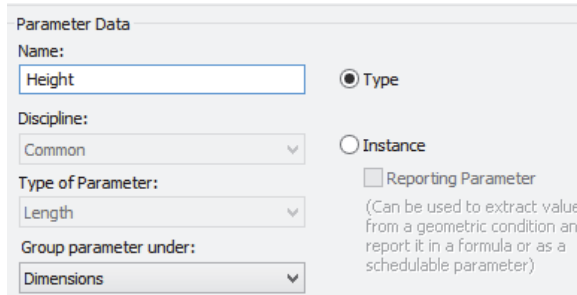 Parameter Data
Name:
Height
Type
Discipline:
Common
Instance
Reporting Parameter
Type of Parameter:
Length
(Can be used to extract value
from a geometric condition an
report it in a formula or as a
schedulable parameter)
Group parameter under:
Dimensions